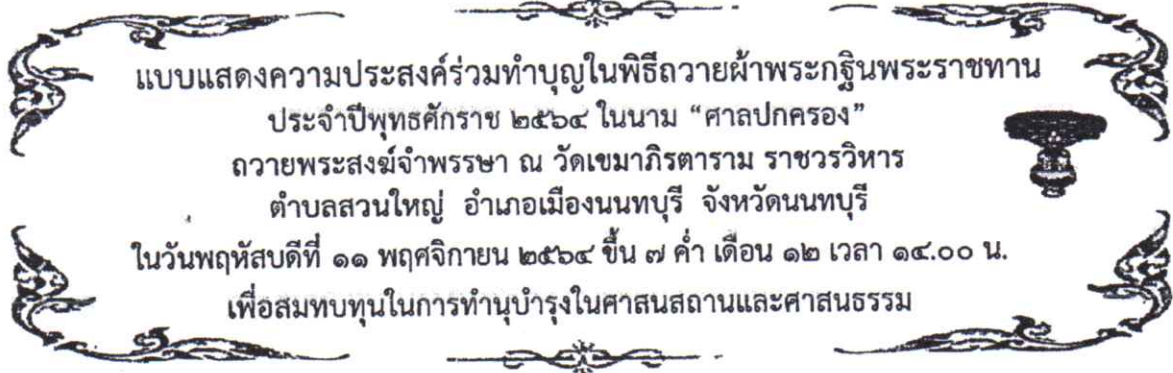 แบบแสดงความประสงค์ร่วมทำบุญในพิธีถวายผ้าพระกฐินพระราชทาน
ประจำปีพุทธศักราช ๒๕๖๔ ในนาม “ศาลปกครอง”
ถวายพระสงฆ์จำพรรษา ณ วัดเขมาภิรตาราม ราชวรวิหาร
ตำบลสวนใหญ่ อำเภอเมืองนนทบุรี จังหวัดนนทบุรี
ในวันพฤหัสบดีที่ ๑๑ พฤศจิกายน ๒๕๖๔ ขึ้น ๗ ค่ำ เดือน ๑๒ เวลา ๑๔.๐๐ น.
เพื่อสมทบทุนในการทำนุบำรุงในศาสนสถานและศาสนธรรม